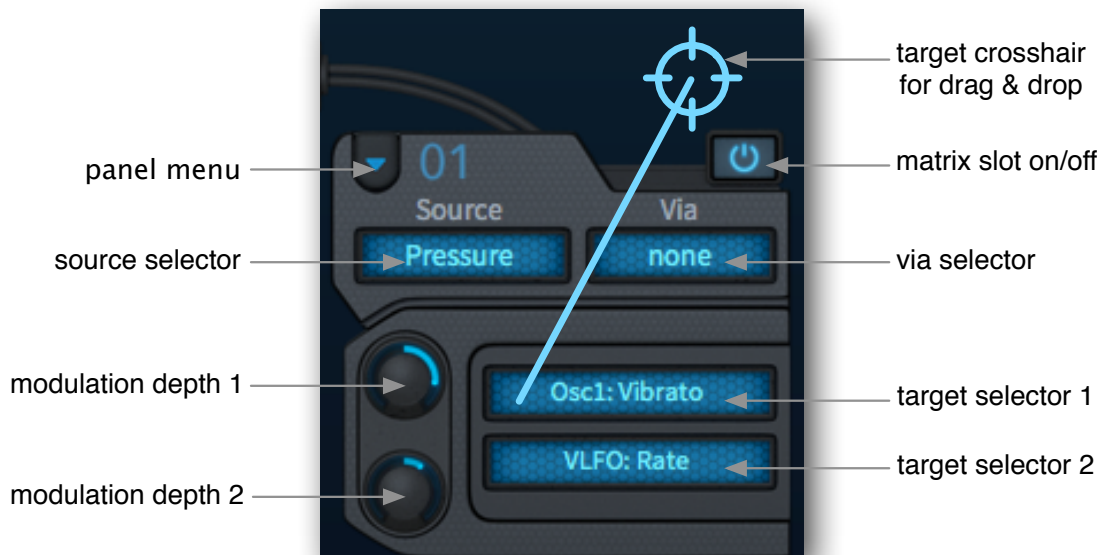 target crosshair
for drag & drop
panel menu
01
matrix slot on/off
Source
Via
source selector
Pressure
none
via selector
modulation depth 1
Osc1: Vibrato
target selector 1
VLFO: Rate
target selector 2
modulation depth 2